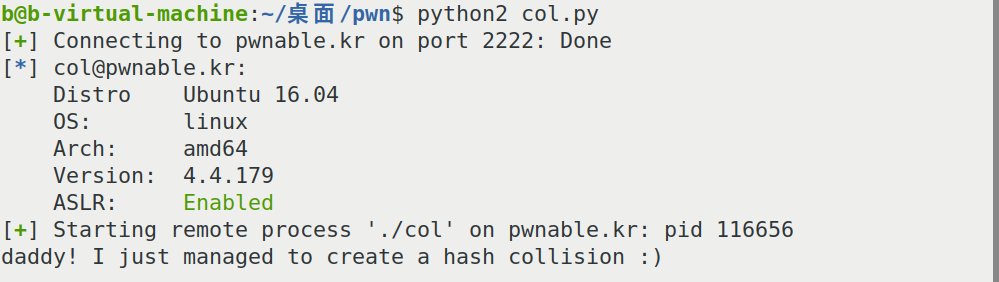 b@b-virtual-machine:~/桌面/pwn$ python2 col.py
[+] Connecting to pwnable.kr on port 2222: Done
[*] col@pwnable.kr:
    Distro    Ubuntu 16.04
    OS:       linux
    Arch:     amd64
    Version:  4.4.179
    ASLR:     Enabled
[+] Starting remote process './col' on pwnable.kr: pid 116656
daddy! I just managed to create a hash collision :)